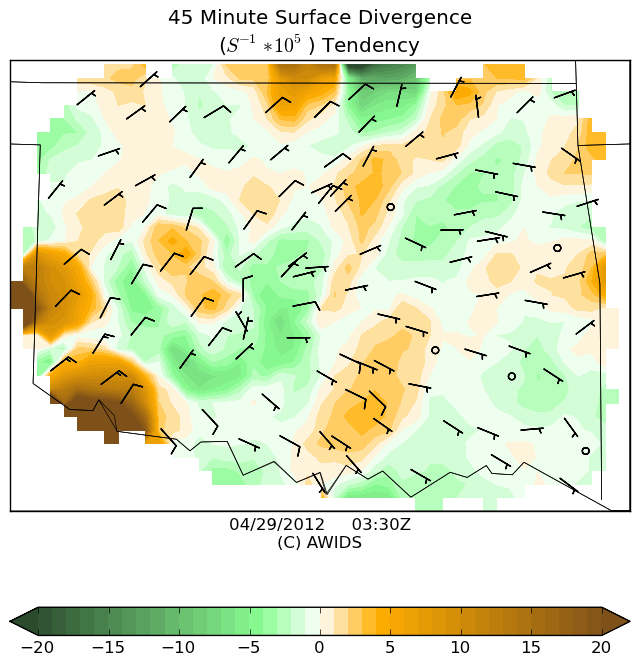 45 Minute Surface Divergence
(S⁻¹ *10⁵ ) Tendency
04/29/2012 03:30Z
(C) AWIDS
−20 −15 −10 −5 0 5 10 15 20